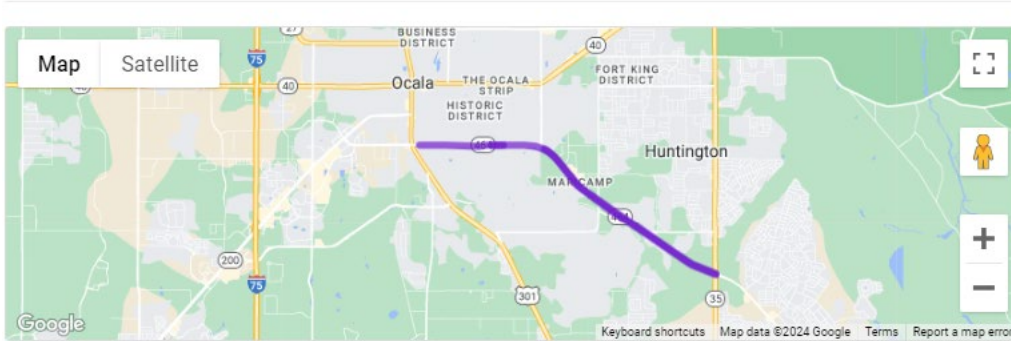 Map
Satellite
27
BUSINESS
DISTRICT
40
75
FORT KING
DISTRICT
40
40
Ocala
THE OCALA
STRIP
HISTORIC
DISTRICT
464
Huntington
MARICAMP
464
200
75
301
35
Google
Keyboard shortcuts
Map data ©2024 Google
Terms
Report a map error